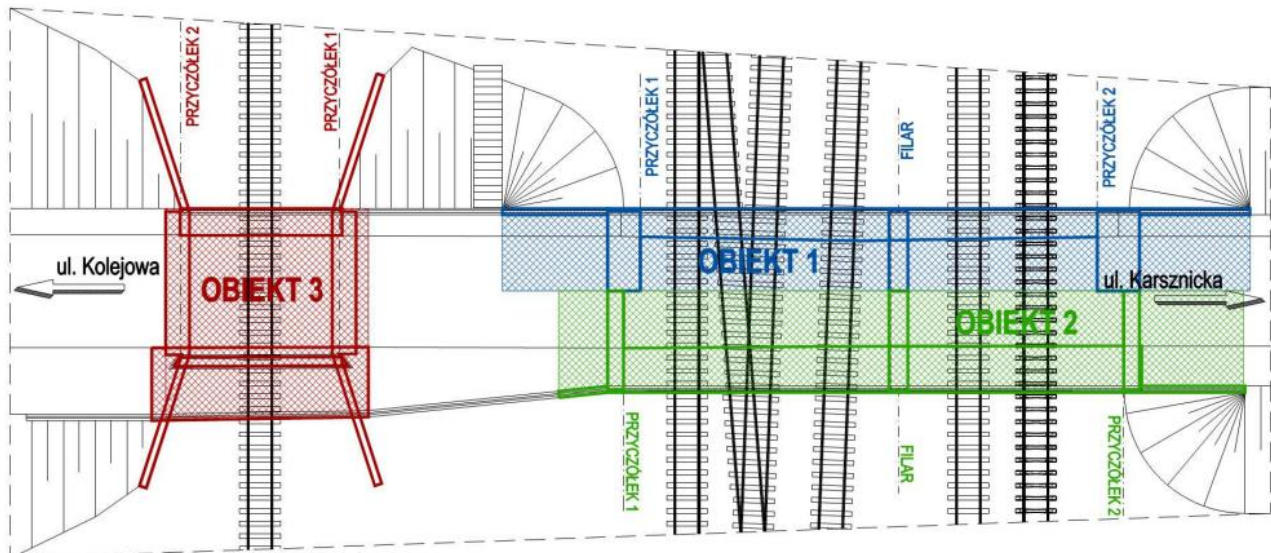 PRZYCZÓŁEK 2
PRZYCZÓŁEK 1
PRZYCZÓŁEK 1
FILAR
PRZYCZÓŁEK 2
ul. Kolejowa
OBIEKT 3
OBIEKT 1
ul. Karsznicka
OBIEKT 2
PRZYCZÓŁEK 1
FILAR
PRZYCZÓŁEK 2